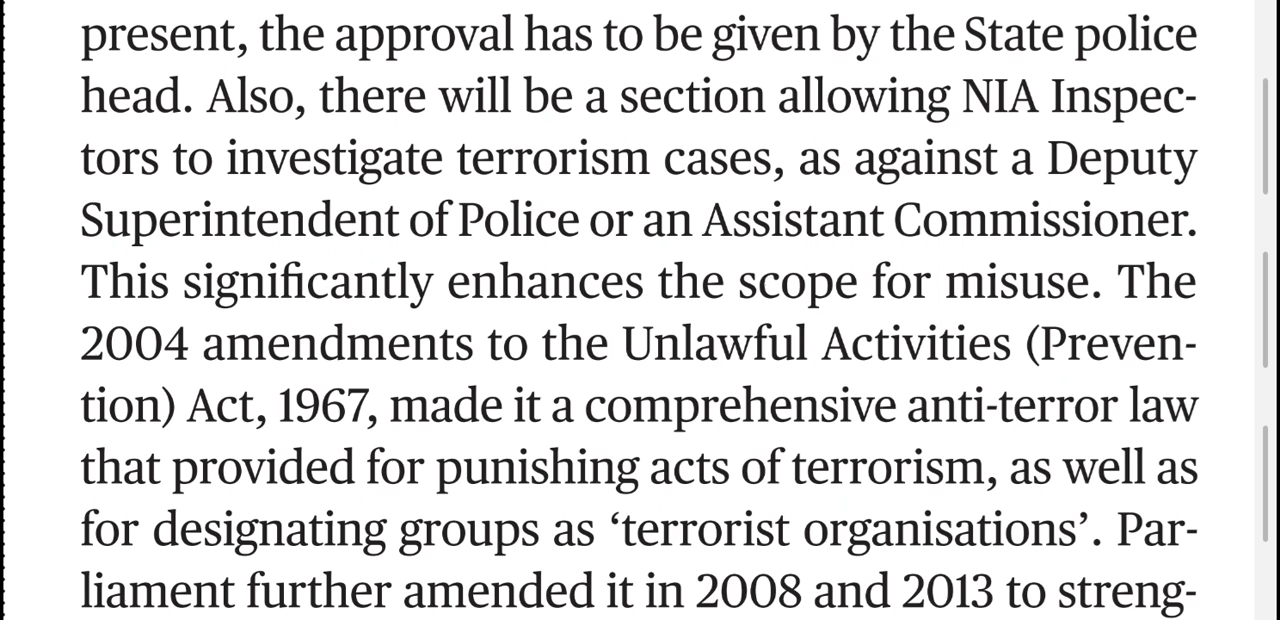 present, the approval has to be given by the State police
head. Also, there will be a section allowing NIA Inspec-
tors to investigate terrorism cases, as against a Deputy
Superintendent of Police or an Assistant Commissioner.
This significantly enhances the scope for misuse. The
2004 amendments to the Unlawful Activities (Preven-
tion) Act, 1967, made it a comprehensive anti-terror law
that provided for punishing acts of terrorism, as well as
for designating groups as ‘terrorist organisations’. Par-
liament further amended it in 2008 and 2013 to streng-